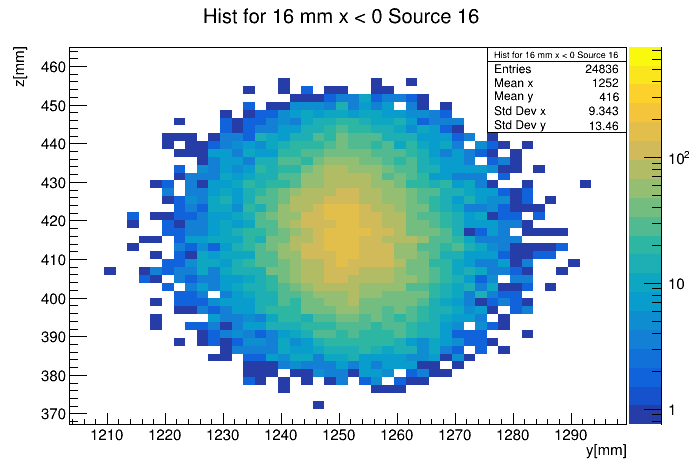 Hist for 16 mm x < 0 Source 16
z[mm]
Hist for 16 mm x < 0 Source 16
Entries 24836
Mean x 1252
Mean y 416
Std Dev x 9.343
Std Dev y 13.46
460
450
440
430
420
410
400
390
380
370
1210 1220 1230 1240 1250 1260 1270 1280 1290
y[mm]
10²
10
1